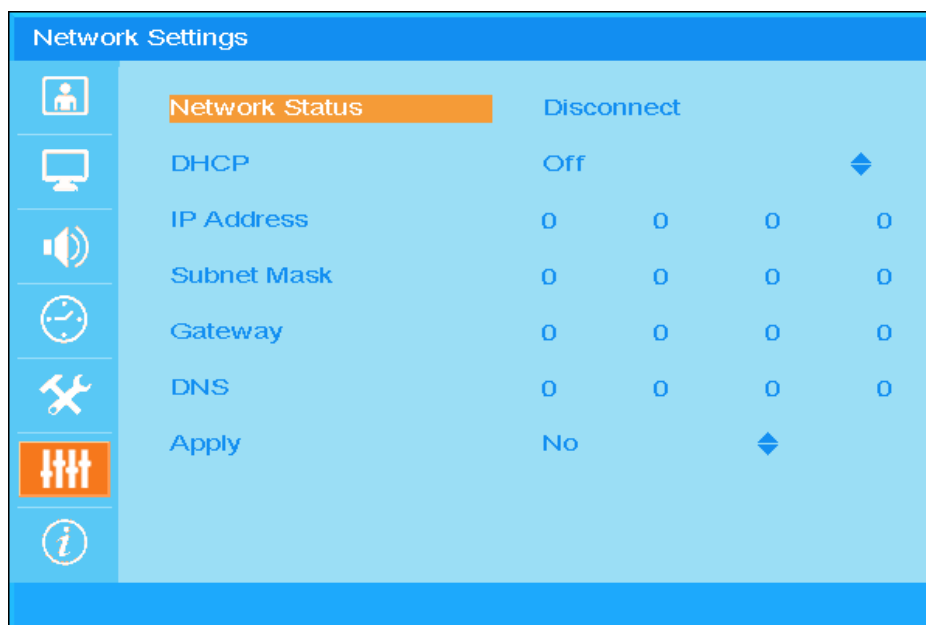 Network Settings
Network Status Disconnect
DHCP Off
IP Address 0 0 0 0
Subnet Mask 0 0 0 0
Gateway 0 0 0 0
DNS 0 0 0 0
Apply No